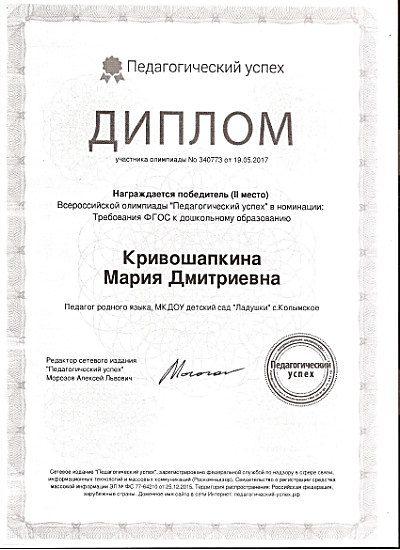 Педагогический успех
ДИПЛОМ
участника олимпиады No 340773 от 19.05.2017
Награждается победитель (II место)
Всероссийской олимпиады "Педагогический успех" в номинации:
Требования ФГОС к дошкольному образованию
Кривошапкина
Мария Дмитриевна
Педагог родного языка, МКДОУ детский сад "Ладушки" с.Колымское
Редактор сетевого издания
"Педагогический успех"
Морозов Алексей Львович
Педагогический
успех
Сетевое издание "Педагогический успех", зарегистрировано федеральной службой по надзору в сфере связи,
информационных технологий и массовых коммуникаций (Роскомнадзор). Свидетельство о регистрации средства
массовой информации ЭЛ № ФС 77-64216 от 25.12.2015. Территория распространения: Российская федерация,
зарубежные страны. Доменное имя сайта в сети Интернет: педагогический-успех.рф